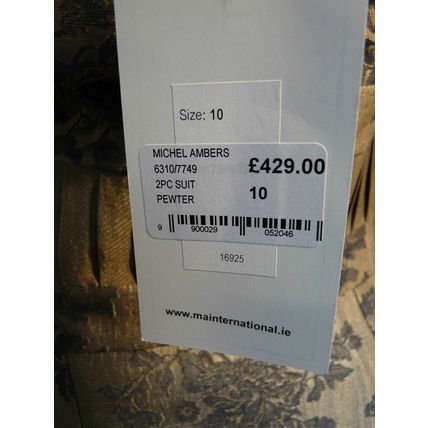 Size: 10
MICHEL AMBERS
6310/7749 £429.00
2PC SUIT 10
PEWTER
9 900029 052046
16925
www.mainternational.ie